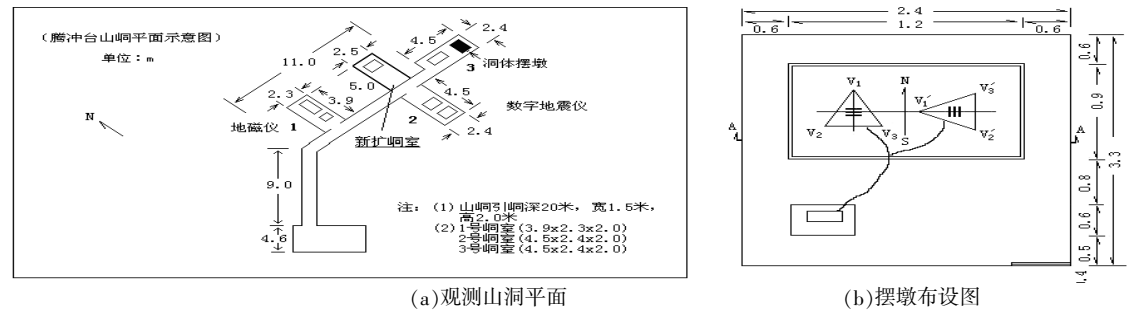 (腾冲台山峒平面示意图)
单位：m
11.0
2.5
4.5
2.4
3
洞体摆墩
5.0
2.3
3.9
4.5
数字地震仪
N
地磁仪
1
2
2.4
新扩峒室
9.0
4.6
注：(1)山峒引峒深20米，宽1.5米，
高2.0米
(2)1号峒室(3.9x2.3x2.0)
2号峒室(4.5x2.4x2.0)
3号峒室(4.5x2.4x2.0)
(a)观测山洞平面
2.4
0.6
1.2
0.6
0.6
V1
N
V1′
V3′
0.9
A
V2
V3
S
V2′
A
3.3
0.8
0.6
0.5
(b)摆墩布设图